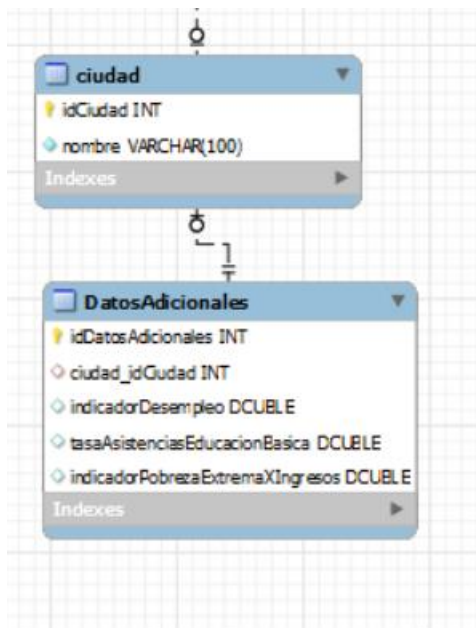 ciudad
idCiudad INT
nombre VARCHAR(100)
Indexes
DatosAdicionales
idDatosAdicionales INT
ciudad_idCiudad INT
indicadorDesempleo DOUBLE
tasaAsistenciasEducacionBasica DOUBLE
indicadorPobrezaExtremaXIngresos DOUBLE
Indexes